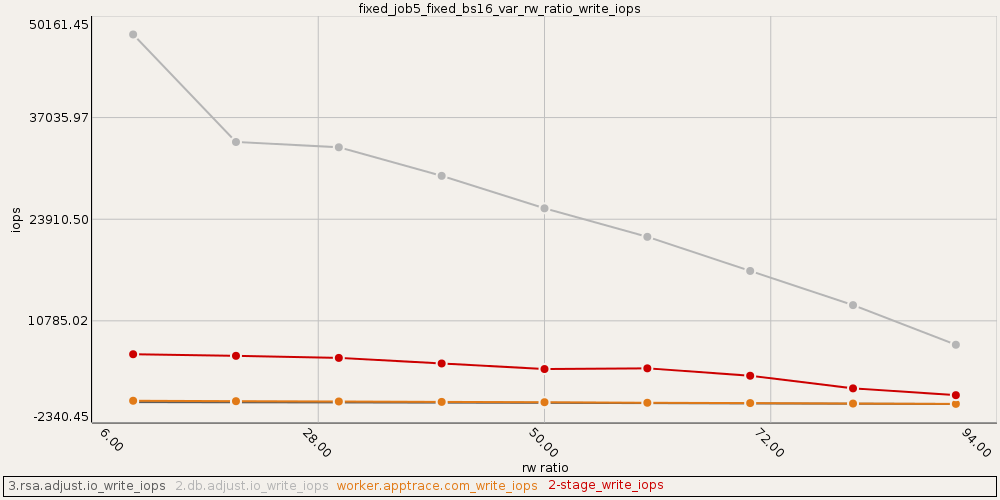 fixed_job5_fixed_bs16_var_rw_ratio_write_iops
50161.45
37035.97
23910.50
10785.02
-2340.45
iops
6.00 28.00 50.00 72.00 94.00
rw ratio
3.rsa.adjust.io_write_iops 2.db.adjust.io_write_iops worker.apptrace.com_write_iops 2-stage_write_iops